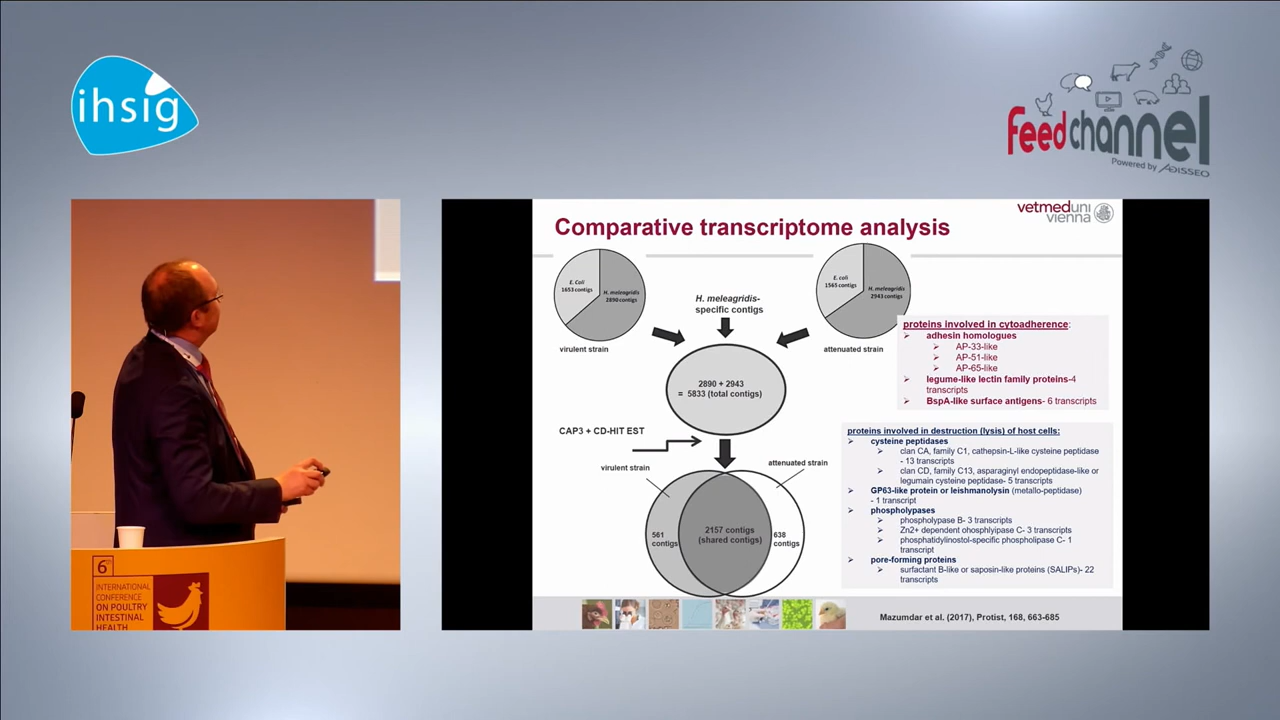 ihsig
feedchannel
Powered by ADISSEO
vetmeduni
vienna
Comparative transcriptome analysis
E. Coli
1653 contigs
H. meleagridis
2890 contigs
virulent strain
H. meleagridis-
specific contigs
E. coli
1565 contigs
H. meleagridis
2943 contigs
attenuated strain
2890 + 2943
= 5833 (total contigs)
CAP3 + CD-HIT EST
virulent strain
attenuated strain
561
contigs
2157 contigs
(shared contigs)
638
contigs
proteins involved in cytoadherence:
adhesin homologues
AP-33-like
AP-51-like
AP-65-like
legume-like lectin family proteins-4
transcripts
BspA-like surface antigens- 6 transcripts
proteins involved in destruction (lysis) of host cells:
cysteine peptidases
clan CA, family C1, cathepsin-L-like cysteine peptidase
- 13 transcripts
clan CD, family C13, asparaginyl endopeptidase-like or
legumain cysteine peptidase- 5 transcripts
GP63-like protein or leishmanolysin (metallo-peptidase)
- 1 transcript
phospholypases
phospholypase B- 3 transcripts
Zn2+ dependent ohosphlyipase C- 3 transcripts
phosphatidylinostol-specific phospholipase C- 1
transcript
pore-forming proteins
surfactant B-like or saposin-like proteins (SALIPs)- 22
transcripts
Mazumdar et al. (2017), Protist, 168, 663-685
6th
INTERNATIONAL
CONFERENCE
ON POULTRY
INTESTINAL
HEALTH